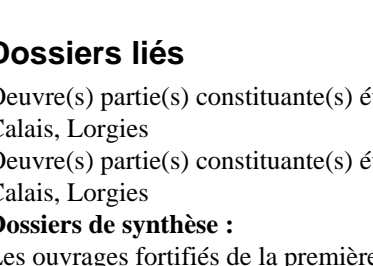 Dossiers liés
Oeuvre(s) partie(s) constituante(s)
Calais, Lorgies
Oeuvre(s) partie(s) constituante(s)
Calais, Lorgies
Dossiers de synthèse :
Les ouvrages fortifiés de la première